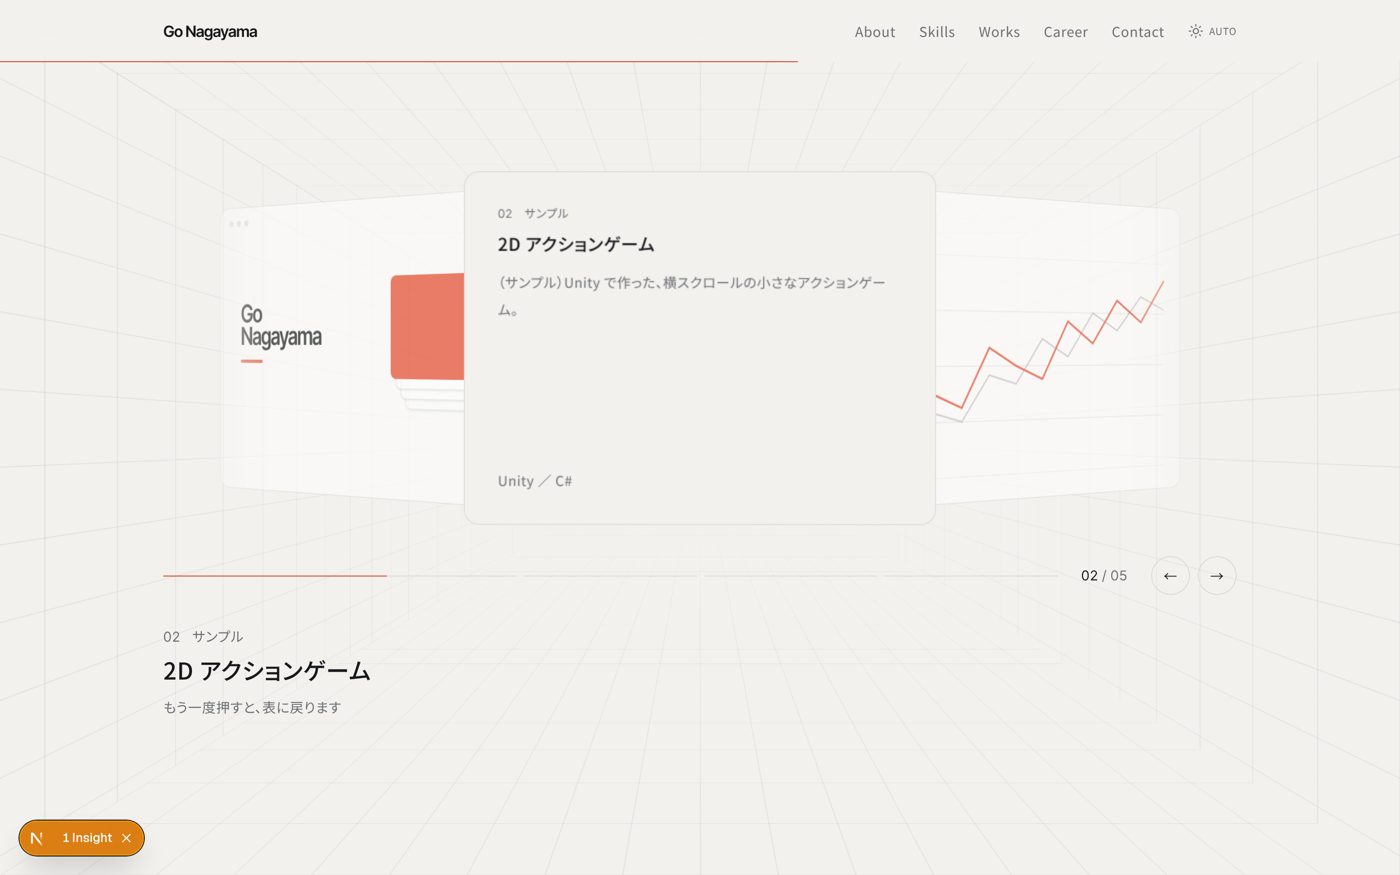 Go Nagayama
About Skills Works Career Contact AUTO
02 サンプル
2D アクションゲーム
（サンプル）Unity で作った、横スクロールの小さなアクションゲー
ム。
Go
Nagayama
Unity ／ C#
02 / 05 ← →
02 サンプル
2D アクションゲーム
もう一度押すと、表に戻ります
N 1 Insight ×